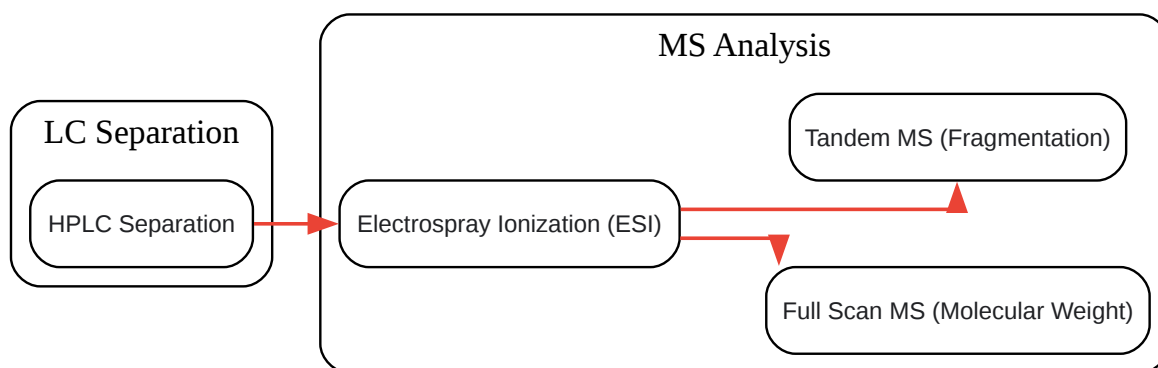 MS Analysis
LC Separation
Tandem MS (Fragmentation)
HPLC Separation
Electrospray Ionization (ESI)
Full Scan MS (Molecular Weight)